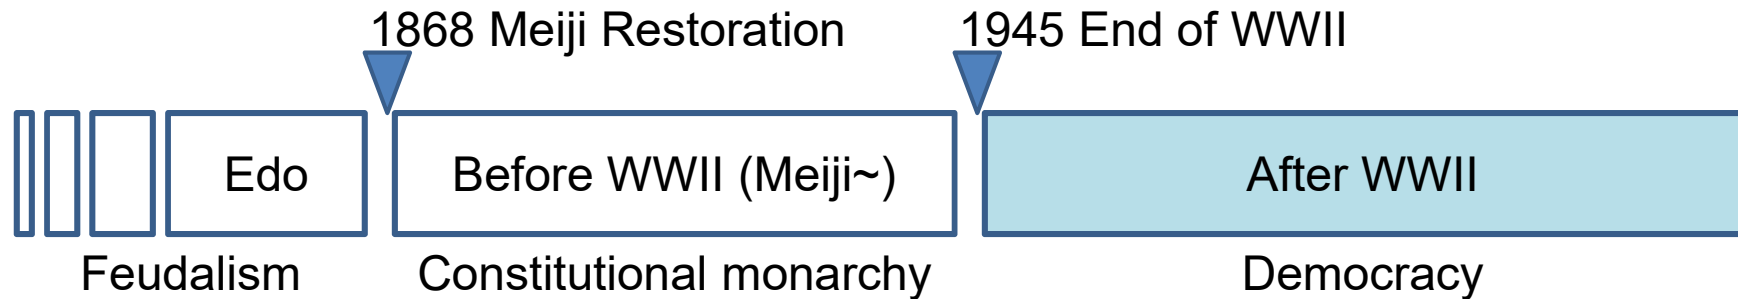 1868 Meiji Restoration
1945 End of WWII
Edo
Before WWII (Meiji~)
After WWII
Feudalism
Constitutional monarchy
Democracy